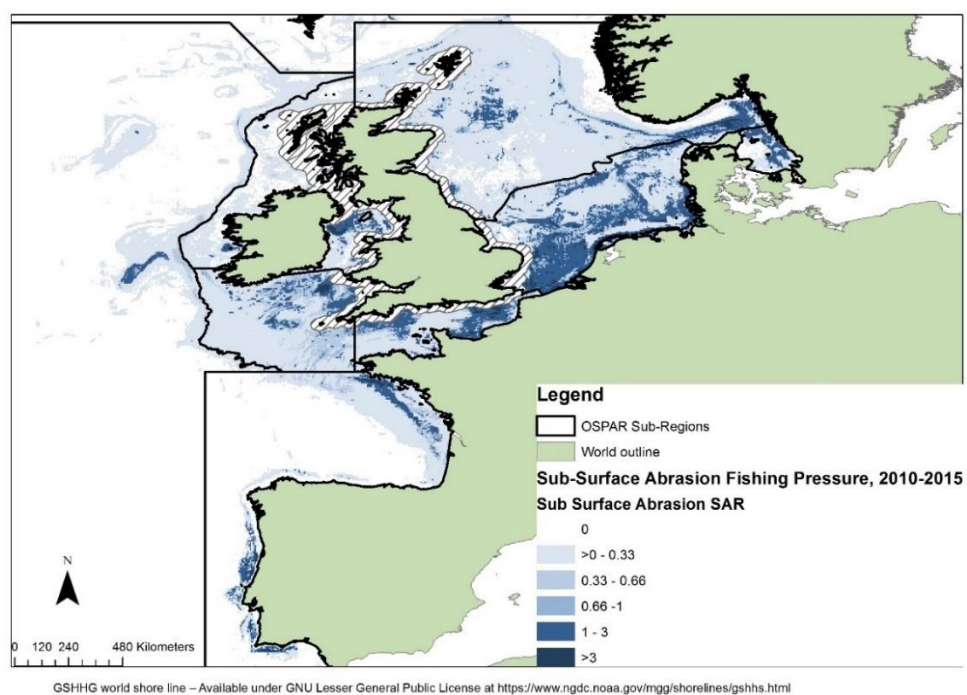 Legend
OSPAR Sub-Regions
World outline
Sub-Surface Abrasion Fishing Pressure, 2010-2015
Sub Surface Abrasion SAR
0
>0 - 0.33
0.33 - 0.66
0.66 -1
1 - 3
>3
N
0 120 240 480 Kilometers
GSHHG world shore line – Available under GNU Lesser General Public License at https://www.ngdc.noaa.gov/mgg/shorelines/gshhs.html